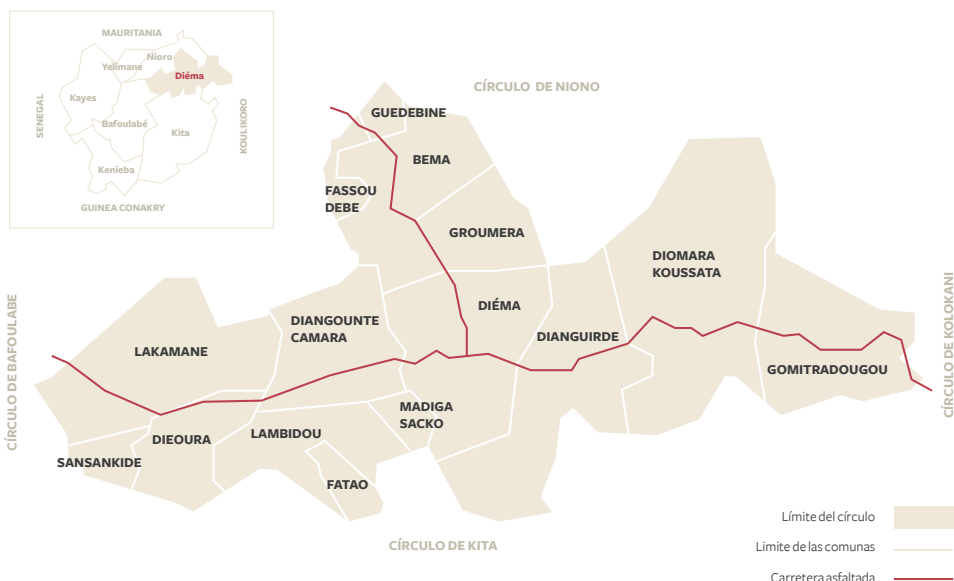 MAURITANIA
Nioro
Yelimane
Diéma
Kayes
SENEGAL
KOULIKORO
Bafoulabé
Kita
Kenieba
GUINEA CONAKRY
CÍRCULO DE NIONO
GUEDEBINE
BEMA
FASSOU
DEBE
GROUMERA
DIOMARA
KOUSSATA
CÍRCULO DE BAFOULABE
CÍRCULO DE KOLOKANI
DIÉMA
DIANGOUNTE
CAMARA
DIANGUIRDE
LAKAMANE
GOMITRADOUGOU
MADIGA
SACKO
DIEOURA
LAMBIDOU
SANSANKIDE
FATAO
CÍRCULO DE KITA
Límite del círculo
Limite de las comunas
Carretera asfaltada